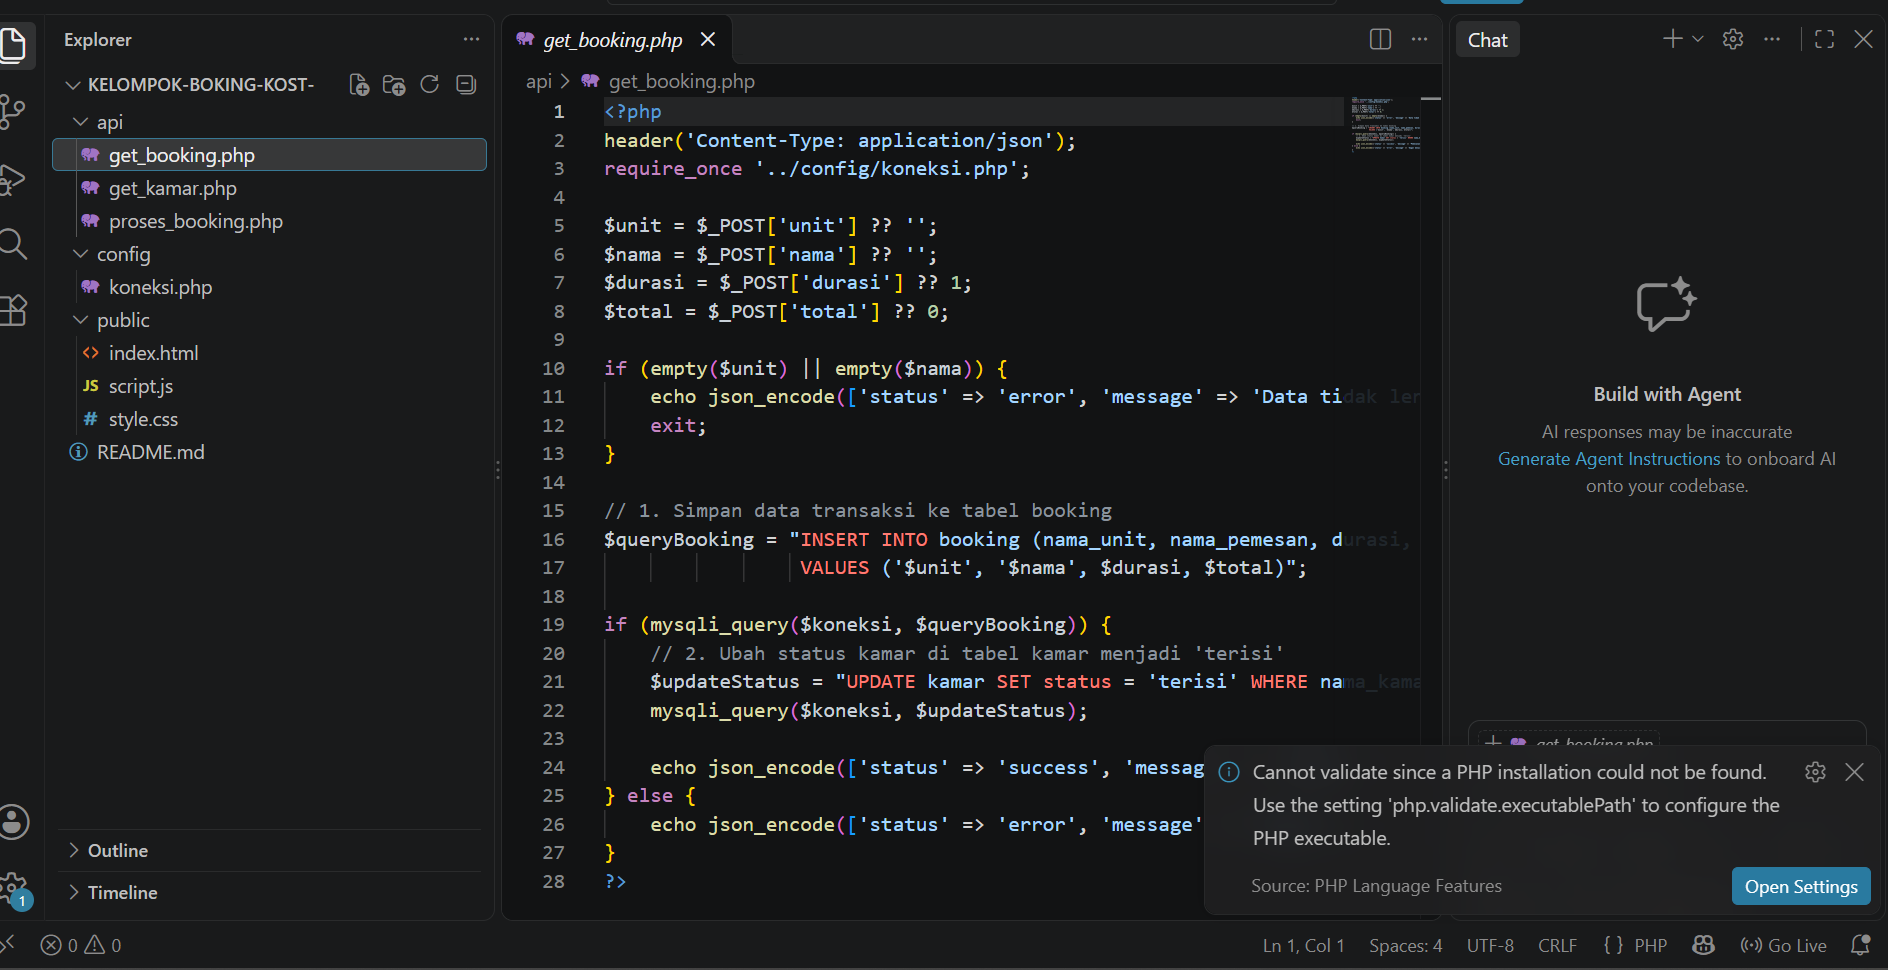 Explorer
KELOMPOK-BOKING-KOST-
api
get_booking.php
get_kamar.php
proses_booking.php
config
koneksi.php
public
index.html
JS script.js
# style.css
README.md
Outline
Timeline
get_booking.php
api > get_booking.php
1 <?php
2 header('Content-Type: application/json');
3 require_once '../config/koneksi.php';
4
5 $unit = $_POST['unit'] ?? '';
6 $nama = $_POST['nama'] ?? '';
7 $durasi = $_POST['durasi'] ?? 1;
8 $total = $_POST['total'] ?? 0;
9
10 if (empty($unit) || empty($nama)) {
11     echo json_encode(['status' => 'error', 'message' => 'Data tidak len
12     exit;
13 }
14
15 // 1. Simpan data transaksi ke tabel booking
16 $queryBooking = "INSERT INTO booking (nama_unit, nama_pemesan, durasi,
17                  VALUES ('$unit', '$nama', $durasi, $total)";
18
19 if (mysqli_query($koneksi, $queryBooking)) {
20     // 2. Ubah status kamar di tabel kamar menjadi 'terisi'
21     $updateStatus = "UPDATE kamar SET status = 'terisi' WHERE nama_kama
22     mysqli_query($koneksi, $updateStatus);
23
24     echo json_encode(['status' => 'success', 'messag
25 } else {
26     echo json_encode(['status' => 'error', 'message'
27 }
28 ?>
Chat
Build with Agent
AI responses may be inaccurate
Generate Agent Instructions to onboard AI
onto your codebase.
get_booking.php
Cannot validate since a PHP installation could not be found.
Use the setting 'php.validate.executablePath' to configure the
PHP executable.
Source: PHP Language Features
Open Settings
1
0 0
Ln 1, Col 1 Spaces: 4 UTF-8 CRLF { } PHP Go Live